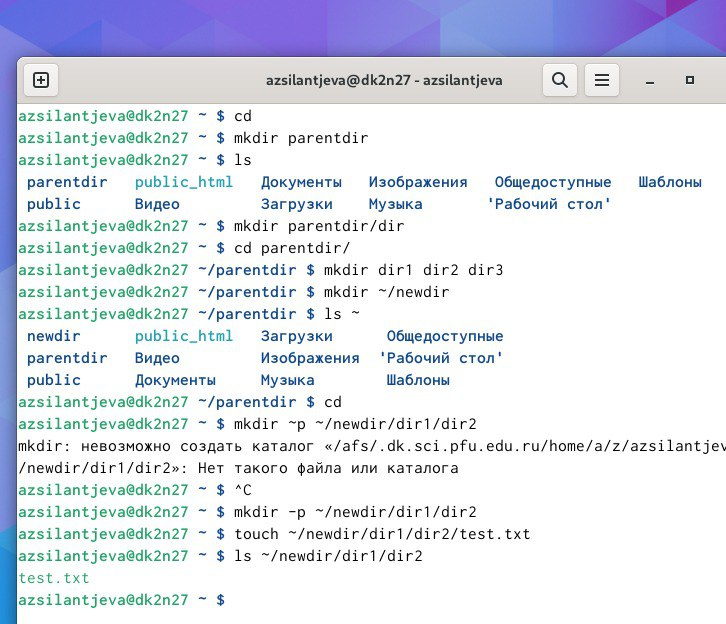 azsilantjeva@dk2n27 - azsilantjeva
azsilantjeva@dk2n27 ~ $ cd
azsilantjeva@dk2n27 ~ $ mkdir parentdir
azsilantjeva@dk2n27 ~ $ ls
parentdir public_html Документы Изображения Общедоступные Шаблоны
public Видео Загрузки Музыка 'Рабочий стол'
azsilantjeva@dk2n27 ~ $ mkdir parentdir/dir
azsilantjeva@dk2n27 ~ $ cd parentdir/
azsilantjeva@dk2n27 ~/parentdir $ mkdir dir1 dir2 dir3
azsilantjeva@dk2n27 ~/parentdir $ mkdir ~/newdir
azsilantjeva@dk2n27 ~/parentdir $ ls ~
newdir public_html Загрузки Общедоступные
parentdir Видео Изображения 'Рабочий стол'
public Документы Музыка Шаблоны
azsilantjeva@dk2n27 ~/parentdir $ cd
azsilantjeva@dk2n27 ~ $ mkdir ~p ~/newdir/dir1/dir2
mkdir: невозможно создать каталог «/afs/.dk.sci.pfu.edu.ru/home/a/z/azsilantjev
/newdir/dir1/dir2»: Нет такого файла или каталога
azsilantjeva@dk2n27 ~ $ ^C
azsilantjeva@dk2n27 ~ $ mkdir -p ~/newdir/dir1/dir2
azsilantjeva@dk2n27 ~ $ touch ~/newdir/dir1/dir2/test.txt
azsilantjeva@dk2n27 ~ $ ls ~/newdir/dir1/dir2
test.txt
azsilantjeva@dk2n27 ~ $